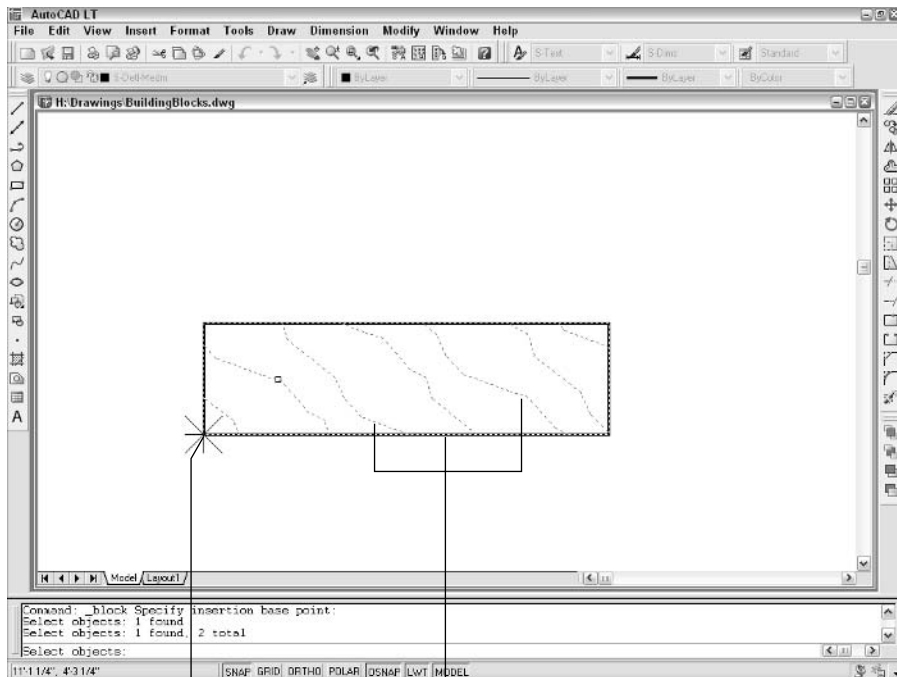 AutoCAD LT
File Edit View Insert Format Tools Draw Dimension Modify Window Help
S-Text S-Dims Standard
ByLayer ByLayer ByLayer ByColor
H:\Drawings\BuildingBlocks.dwg
A
Model Layout1
Command: _block Specify insertion base point:
Select objects: 1 found
Select objects: 1 found, 2 total
Select objects:
11'-1 1/4", 4'-3 1/4" SNAP GRID ORTHO POLAR OSNAP LWT MODEL